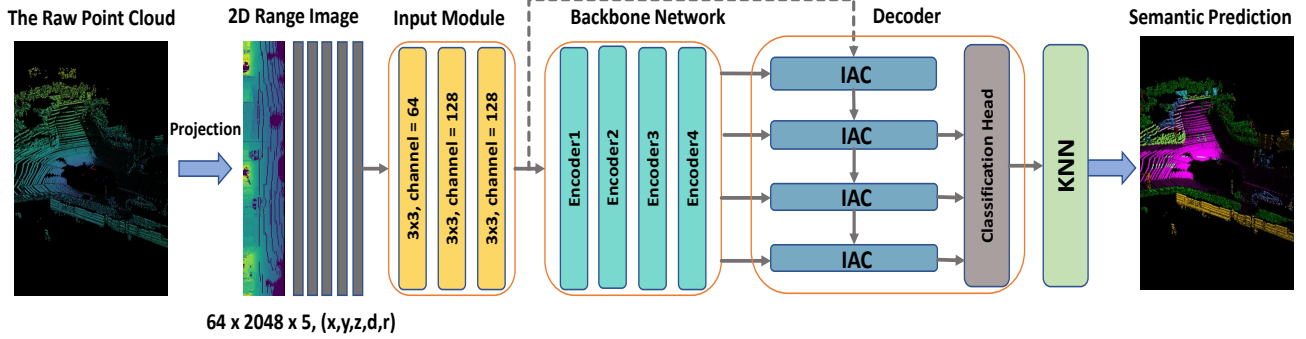 The Raw Point Cloud
2D Range Image
Input Module
Backbone Network
Decoder
Semantic Prediction
Projection
3x3, channel = 64
3x3, channel = 128
3x3, channel = 128
Encoder1
Encoder2
Encoder3
Encoder4
IAC
IAC
IAC
IAC
Classification Head
KNN
64 x 2048 x 5, (x,y,z,d,r)